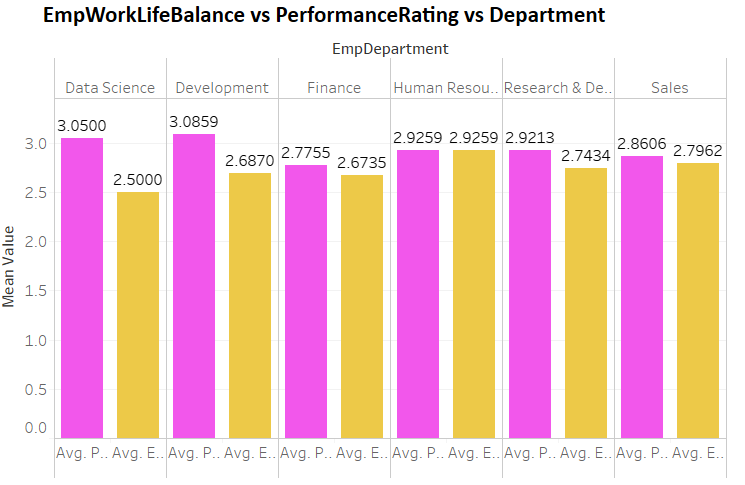 EmpWorkLifeBalance vs PerformanceRating vs Department
EmpDepartment
Data Science Development Finance Human Resou.. Research & De.. Sales
3.0500 2.5000 3.0859 2.6870 2.7755 2.6735 2.9259 2.9259 2.9213 2.7434 2.8606 2.7962
Mean Value
3.0
2.5
2.0
1.5
1.0
0.5
0.0
Avg. P.. Avg. E.. Avg. P.. Avg. E.. Avg. P.. Avg. E.. Avg. P.. Avg. E.. Avg. P.. Avg. E.. Avg. P.. Avg. E..